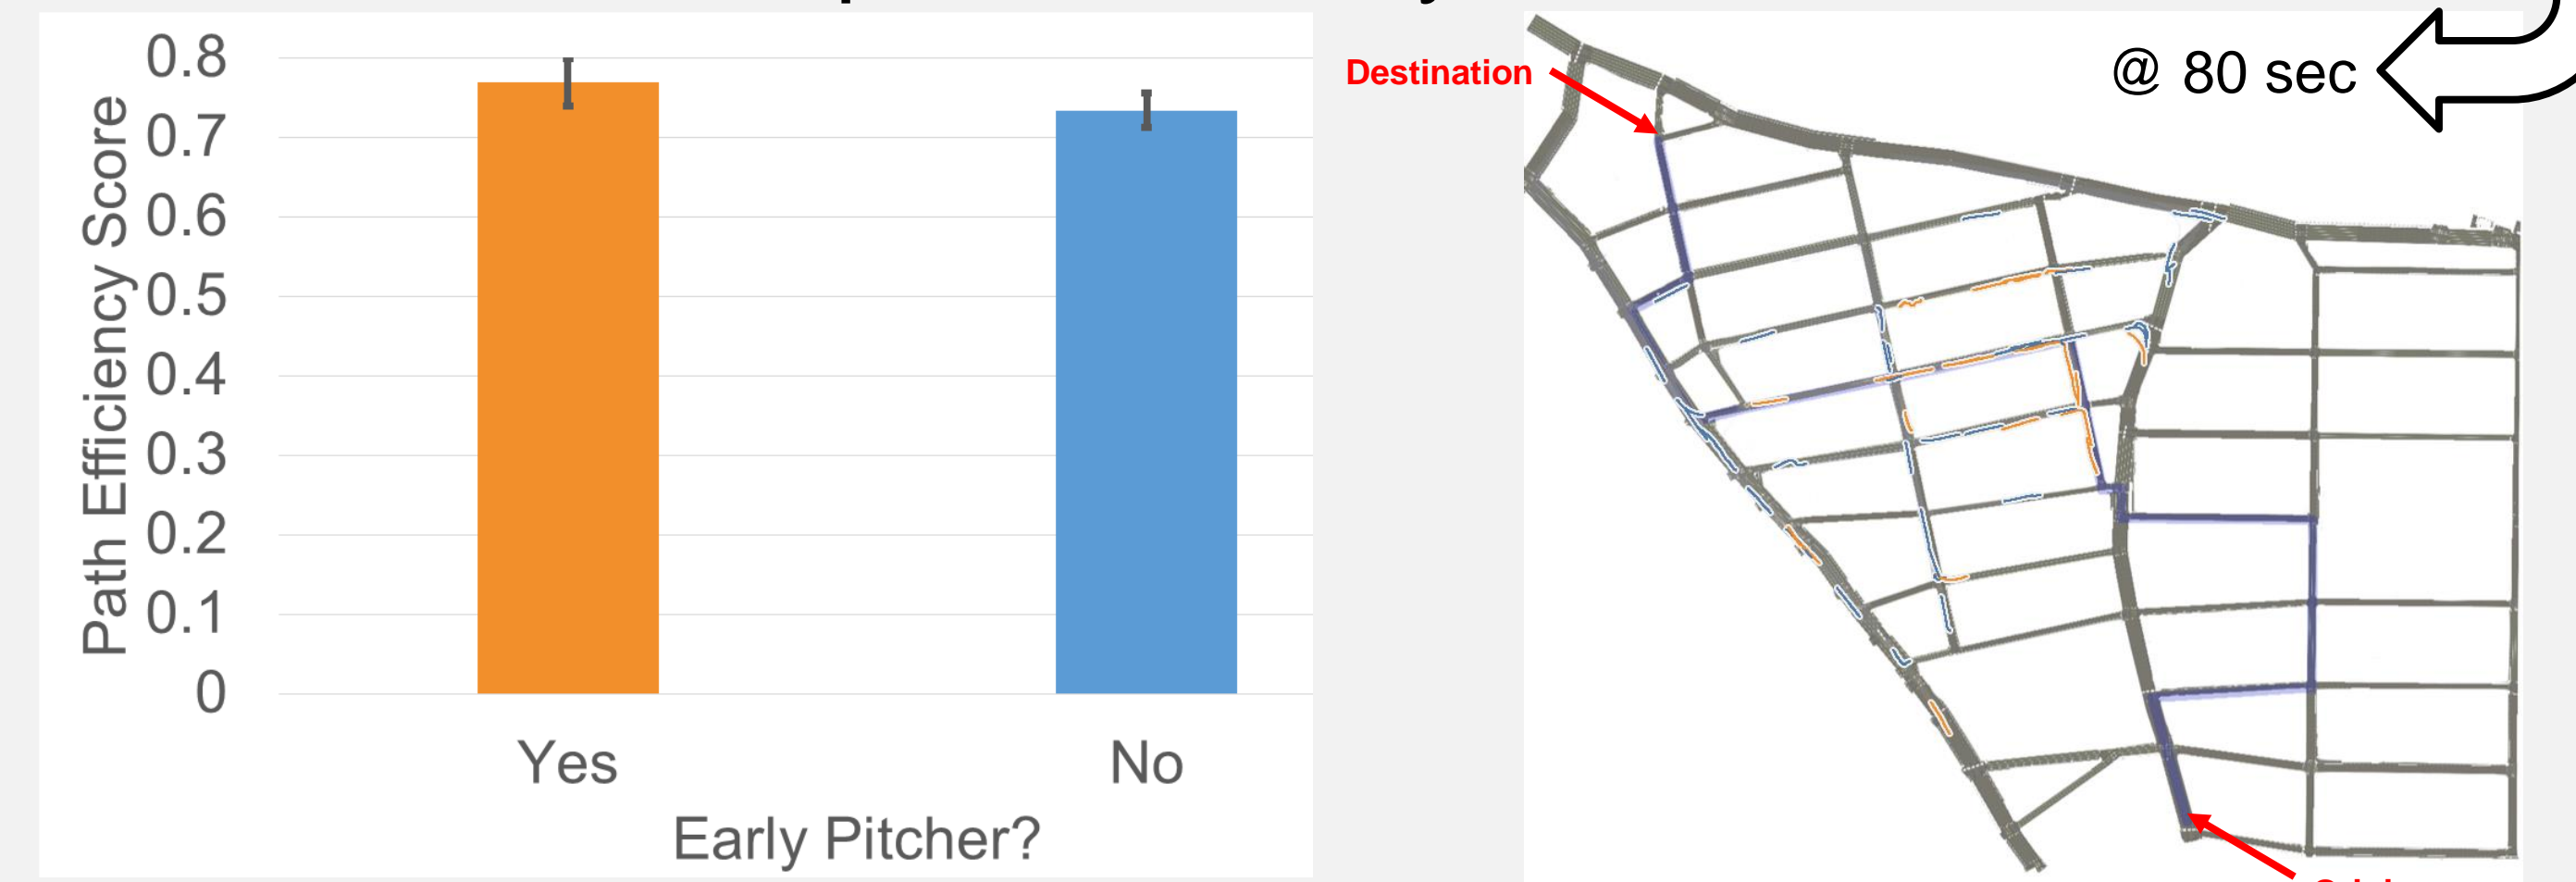 0.8
0.7
0.6
0.5
0.4
0.3
0.2
0.1
0
Path Efficiency Score
Yes
No
Early Pitcher?
Destination
@ 80 sec